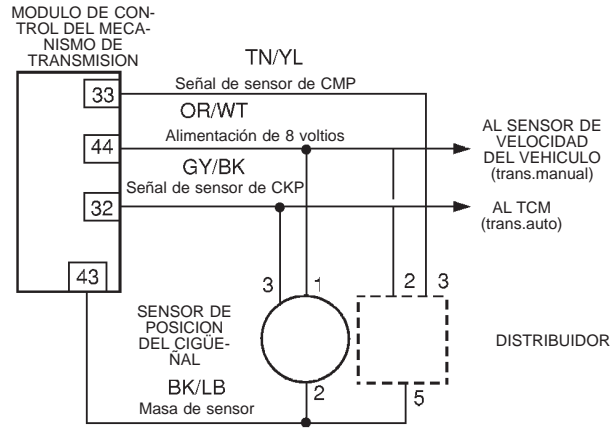 MODULO DE CON-
TROL DEL MECA-
NISMO DE
TRANSMISION
TN/YL
33
Señal de sensor de CMP
OR/WT
44
Alimentación de 8 voltios
AL SENSOR DE
VELOCIDAD
DEL VEHICULO
(trans.manual)
GY/BK
Señal de sensor de CKP
32
AL TCM
(trans.auto)
43
3
1
2
3
SENSOR DE
POSICION
DEL CIGÜE-
ÑAL
DISTRIBUIDOR
BK/LB
2
5
Masa de sensor